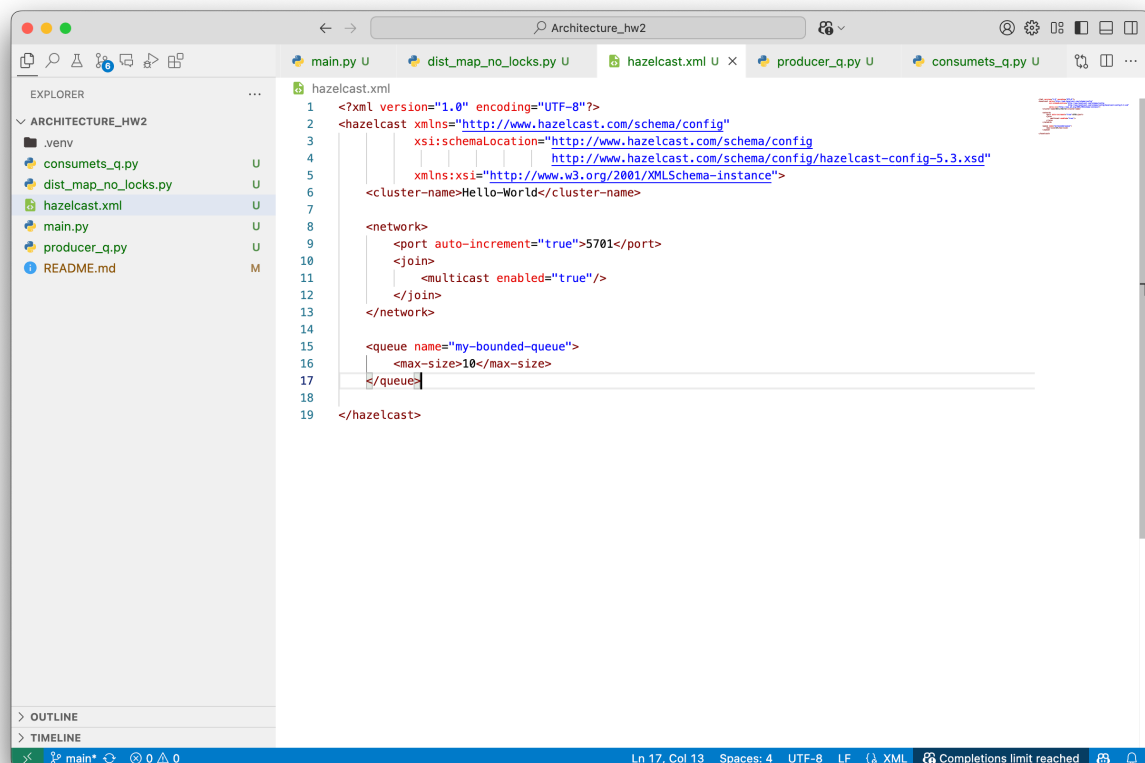 Architecture_hw2
6
main.py U
dist_map_no_locks.py U
hazelcast.xml U
producer_q.py U
consumets_q.py U
EXPLORER
ARCHITECTURE_HW2
.venv
consumets_q.py U
dist_map_no_locks.py U
hazelcast.xml U
main.py U
producer_q.py U
README.md M
OUTLINE
TIMELINE
hazelcast.xml
1 <?xml version="1.0" encoding="UTF-8"?>
2 <hazelcast xmlns="http://www.hazelcast.com/schema/config"
3 xsi:schemaLocation="http://www.hazelcast.com/schema/config
4 http://www.hazelcast.com/schema/config/hazelcast-config-5.3.xsd"
5 xmlns:xsi="http://www.w3.org/2001/XMLSchema-instance">
6 <cluster-name>Hello-World</cluster-name>
7
8 <network>
9 <port auto-increment="true">5701</port>
10 <join>
11 <multicast enabled="true"/>
12 </join>
13 </network>
14
15 <queue name="my-bounded-queue">
16 <max-size>10</max-size>
17 </queue>
18
19 </hazelcast>
main* 0 0 Ln 17, Col 13 Spaces: 4 UTF-8 LF XML Completions limit reached